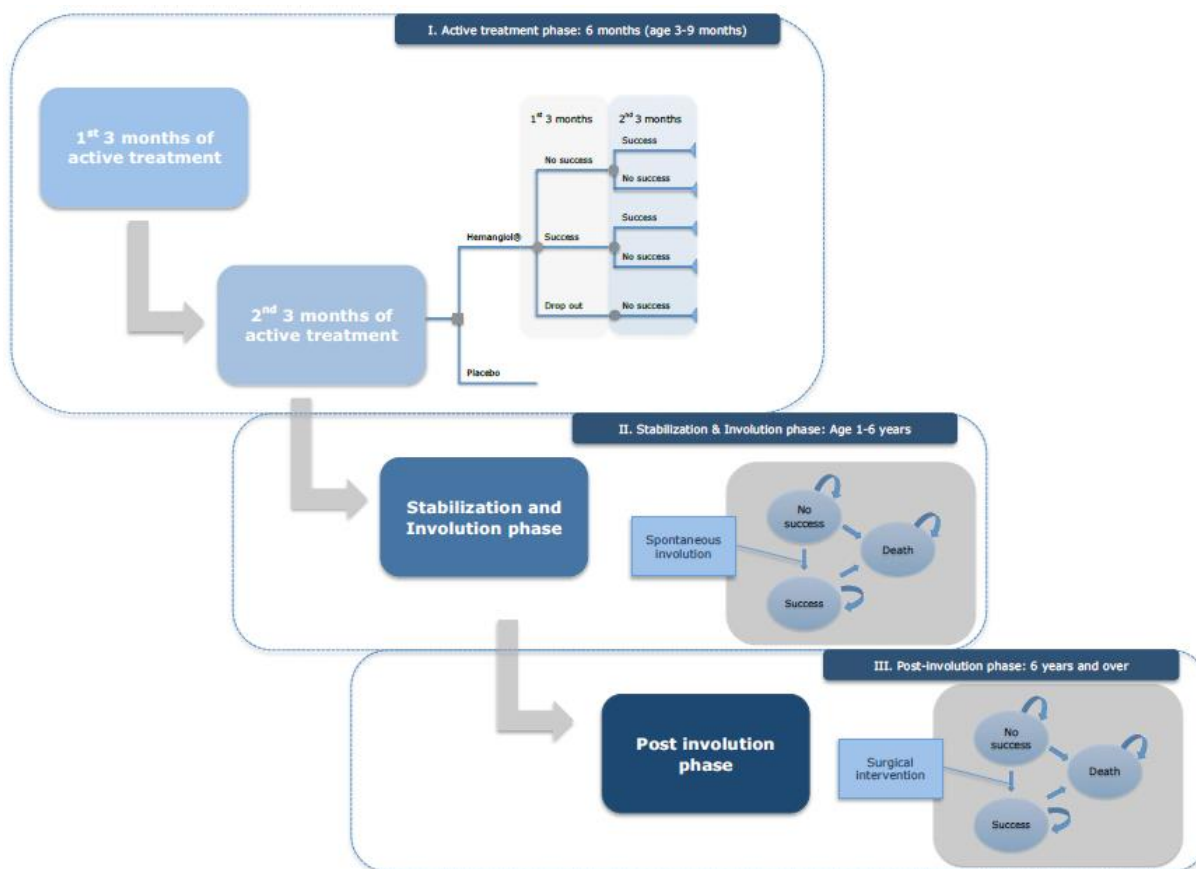 I. Active treatment phase: 6 months (age 3-9 months)
1st 3 months of
active treatment
1st 3 months
2nd 3 months
Success
No success
No success
Success
Hemangiol®
Success
No success
Drop out
No success
2nd 3 months of
active treatment
Placebo
II. Stabilization & Involution phase: Age 1-6 years
Stabilization and
Involution phase
Spontaneous
involution
No
success
Death
Success
III. Post-involution phase: 6 years and over
Post involution
phase
Surgical
intervention
No
success
Death
Success